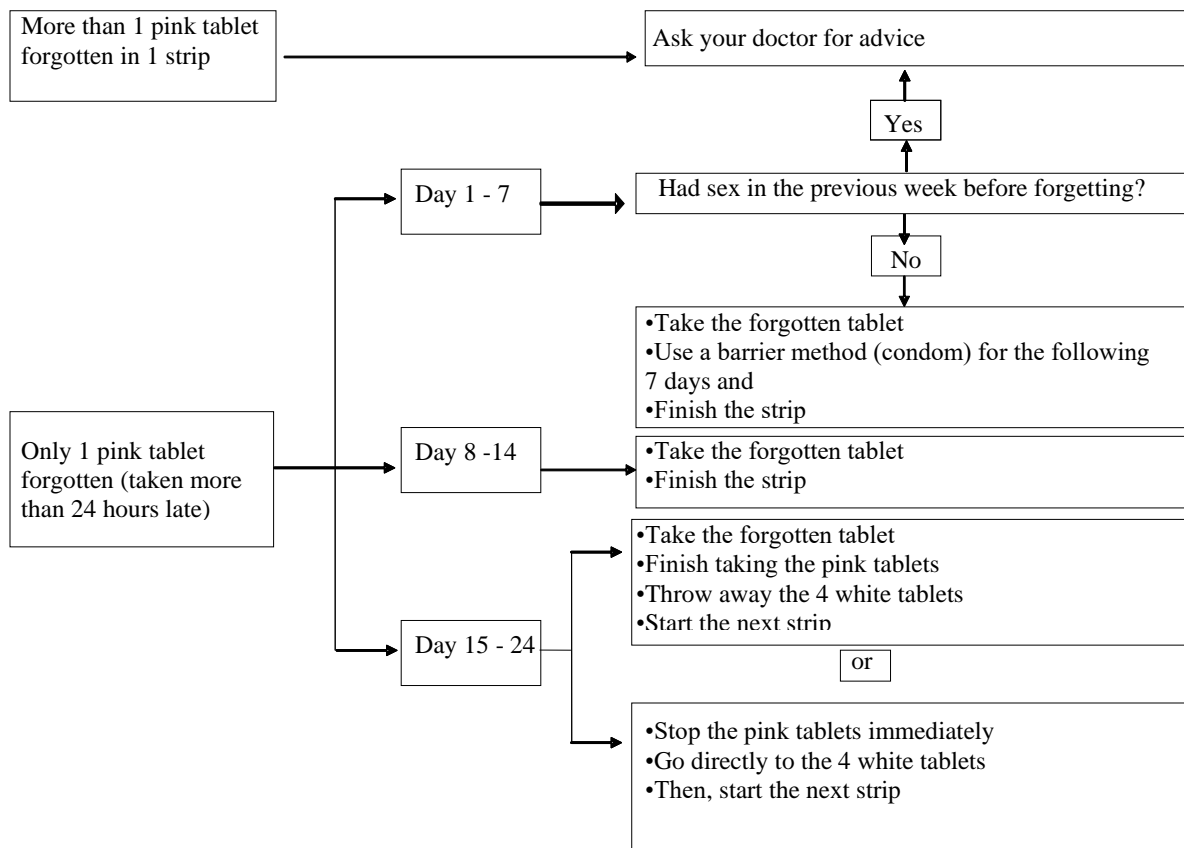 More than 1 pink tablet
forgotten in 1 strip
Ask your doctor for advice
Yes
Day 1 - 7
Had sex in the previous week before forgetting?
No
•Take the forgotten tablet
•Use a barrier method (condom) for the following
7 days and
•Finish the strip
Only 1 pink tablet
forgotten (taken more
than 24 hours late)
Day 8 -14
•Take the forgotten tablet
•Finish the strip
Day 15 - 24
•Take the forgotten tablet
•Finish taking the pink tablets
•Throw away the 4 white tablets
•Start the next strip
or
•Stop the pink tablets immediately
•Go directly to the 4 white tablets
•Then, start the next strip